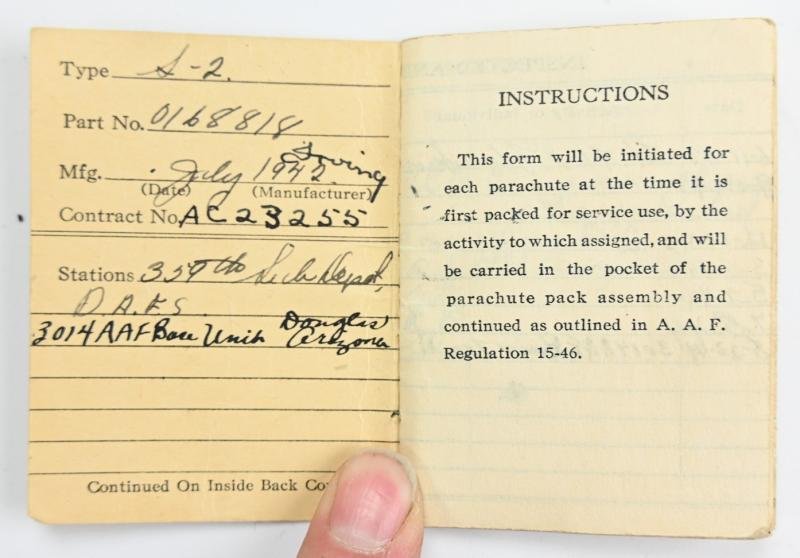 Type S-2.
Part No. 0168818
Mfg. July 1942 Irving
(Date) (Manufacturer)
Contract No. AC23255
Stations 359th Sub Depot,
D.A.F.S.
3014 AAF Base Unit Douglas Arizona
Continued On Inside Back
INSTRUCTIONS
This form will be initiated for
each parachute at the time it is
first packed for service use, by the
activity to which assigned, and will
be carried in the pocket of the
parachute pack assembly and
continued as outlined in A. A. F.
Regulation 15-46.